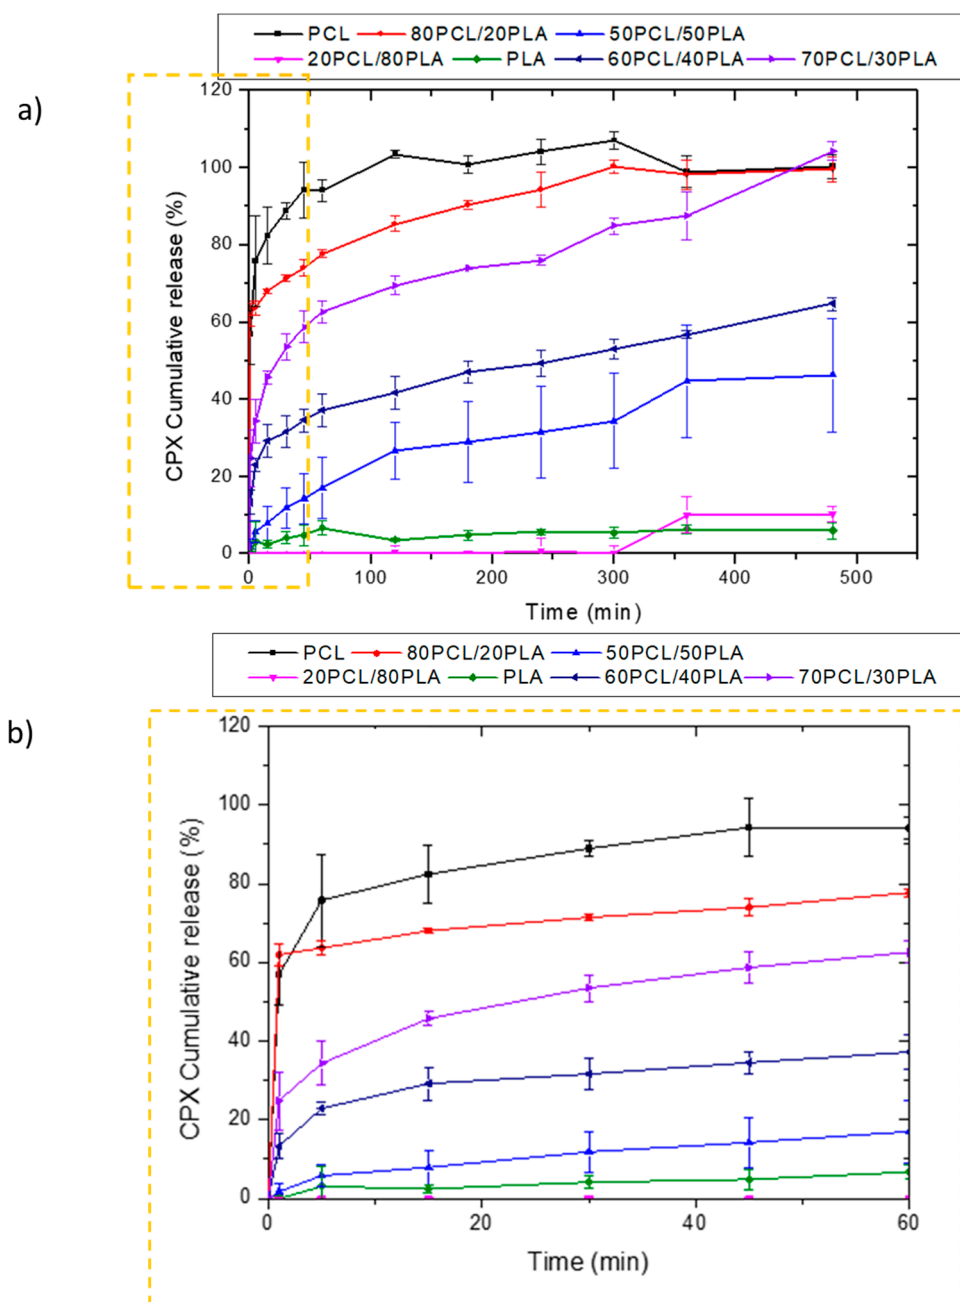 a)
PCL 80PCL/20PLA 50PCL/50PLA
20PCL/80PLA PLA 60PCL/40PLA 70PCL/30PLA
120
100
80
60
40
20
0
CPX Cumulative release (%)
0 100 200 300 400 500
Time (min)
PCL 80PCL/20PLA 50PCL/50PLA
20PCL/80PLA PLA 60PCL/40PLA 70PCL/30PLA
b)
120
100
80
60
40
20
0
CPX Cumulative release (%)
0 20 40 60
Time (min)